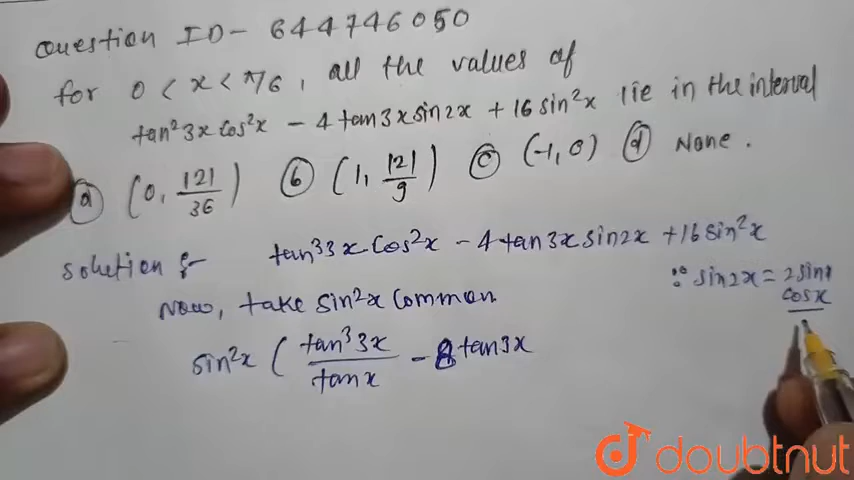 Question ID- 644746050
for 0 < x < π/6, all the values of
tan²3x cos²x - 4 tan3x sin2x + 16 sin²x lie in the interval
(a) (0, 121/36) (b) (1, 121/9) (c) (-1, 0) (d) None.
Solution :- tan³3x cos²x - 4 tan3x sin2x + 16 sin²x
Now, take sin²x common
∵ sin2x = 2 sinx
cosx
sin²x ( tan³3x / tanx - 8 tan3x
doubtnut